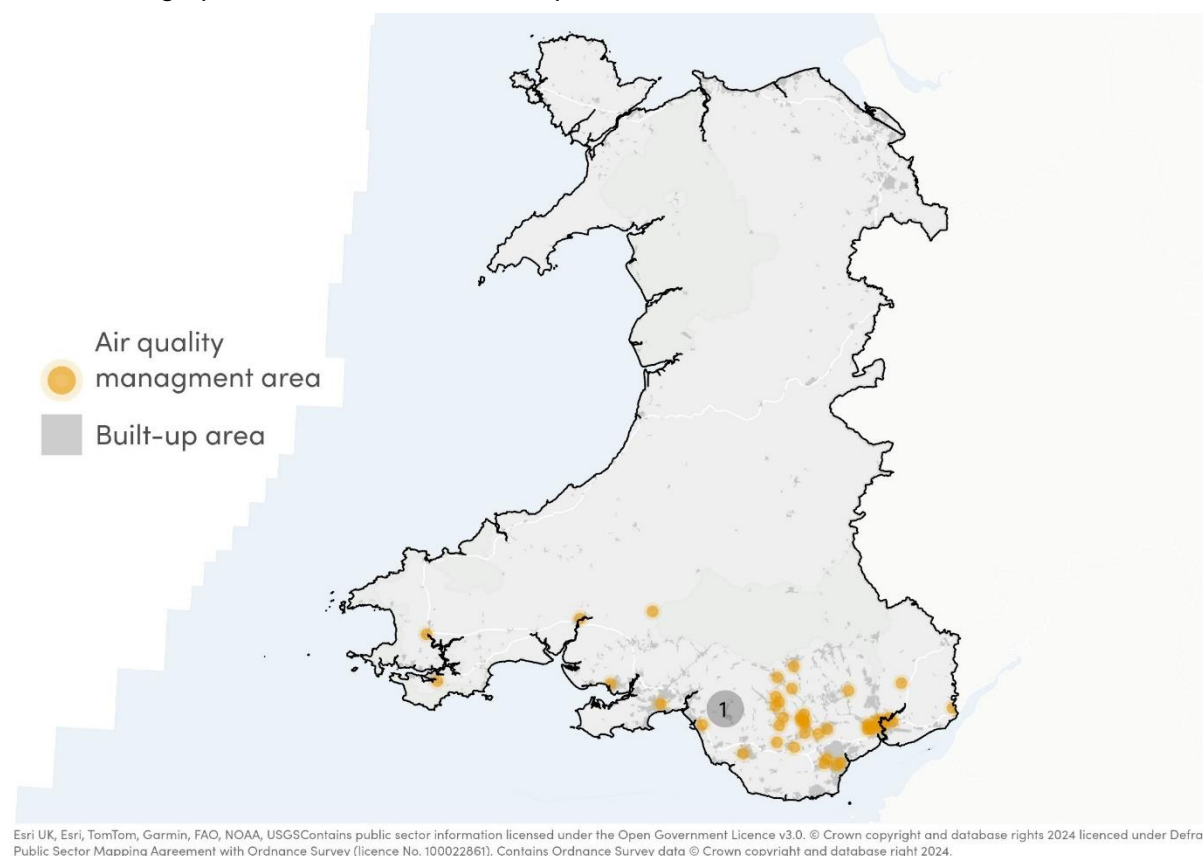 Air quality
managment area
Built-up area
1
Esri UK, Esri, TomTom, Garmin, FAO, NOAA, USGSContains public sector information licensed under the Open Government Licence v3.0. © Crown copyright and database rights 2024 licenced under Defra
Public Sector Mapping Agreement with Ordnance Survey (licence No. 100022861). Contains Ordnance Survey data © Crown copyright and database right 2024.